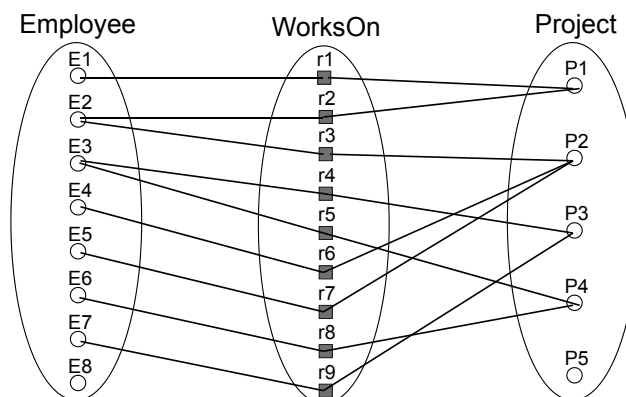 Employee WorksOn Project
E1
E2
E3
E4
E5
E6
E7
E8
r1
r2
r3
r4
r5
r6
r7
r8
r9
P1
P2
P3
P4
P5